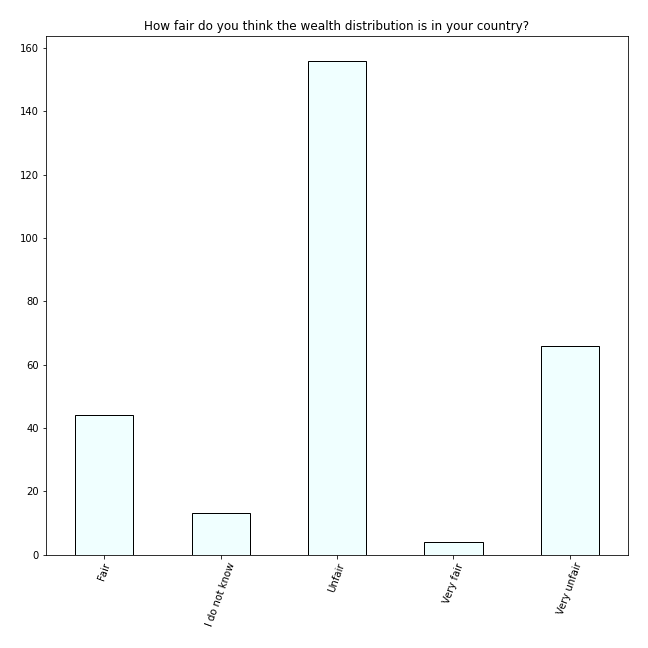 How fair do you think the wealth distribution is in your country?
160
140
120
100
80
60
40
20
0
Fair
I do not know
Unfair
Very fair
Very unfair